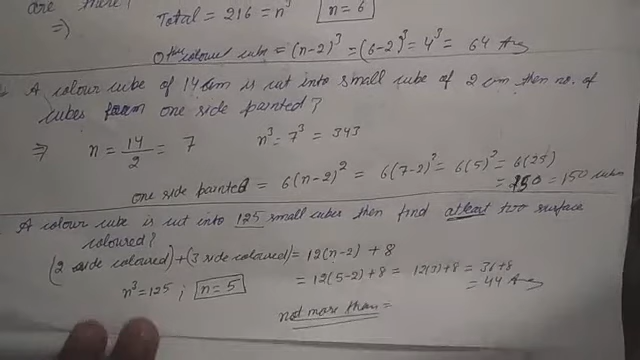 are there?
⇒ Total = 216 = n³ n = 6
colour cube = (n-2)³ = (6-2)³ = 4³ = 64 Ans
A colour cube of 14 cm is cut into small cube of 2 cm then no. of
cubes one side painted?
⇒ n = 14/2 = 7 n³ = 7³ = 343
one side painted = 6(n-2)² = 6(7-2)² = 6(5)² = 6(25)
= 150 = 150 cubes
A colour cube is cut into 125 small cubes then find atleast two surface
coloured?
(2 side coloured) + (3 side coloured) = 12(n-2) + 8
n³ = 125 ; n = 5 = 12(5-2)+8 = 12(3)+8 = 36+8
= 44 Ans
not more than =